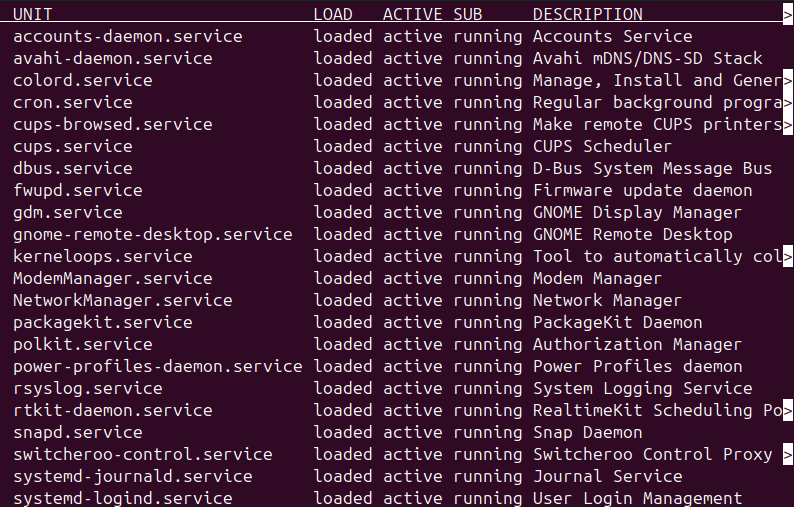 UNIT LOAD ACTIVE SUB DESCRIPTION >
accounts-daemon.service loaded active running Accounts Service
avahi-daemon.service loaded active running Avahi mDNS/DNS-SD Stack
colord.service loaded active running Manage, Install and Gener>
cron.service loaded active running Regular background progra>
cups-browsed.service loaded active running Make remote CUPS printers>
cups.service loaded active running CUPS Scheduler
dbus.service loaded active running D-Bus System Message Bus
fwupd.service loaded active running Firmware update daemon
gdm.service loaded active running GNOME Display Manager
gnome-remote-desktop.service loaded active running GNOME Remote Desktop
kerneloops.service loaded active running Tool to automatically col>
ModemManager.service loaded active running Modem Manager
NetworkManager.service loaded active running Network Manager
packagekit.service loaded active running PackageKit Daemon
polkit.service loaded active running Authorization Manager
power-profiles-daemon.service loaded active running Power Profiles daemon
rsyslog.service loaded active running System Logging Service
rtkit-daemon.service loaded active running RealtimeKit Scheduling Po>
snapd.service loaded active running Snap Daemon
switcheroo-control.service loaded active running Switcheroo Control Proxy >
systemd-journald.service loaded active running Journal Service
systemd-logind.service loaded active running User Login Management